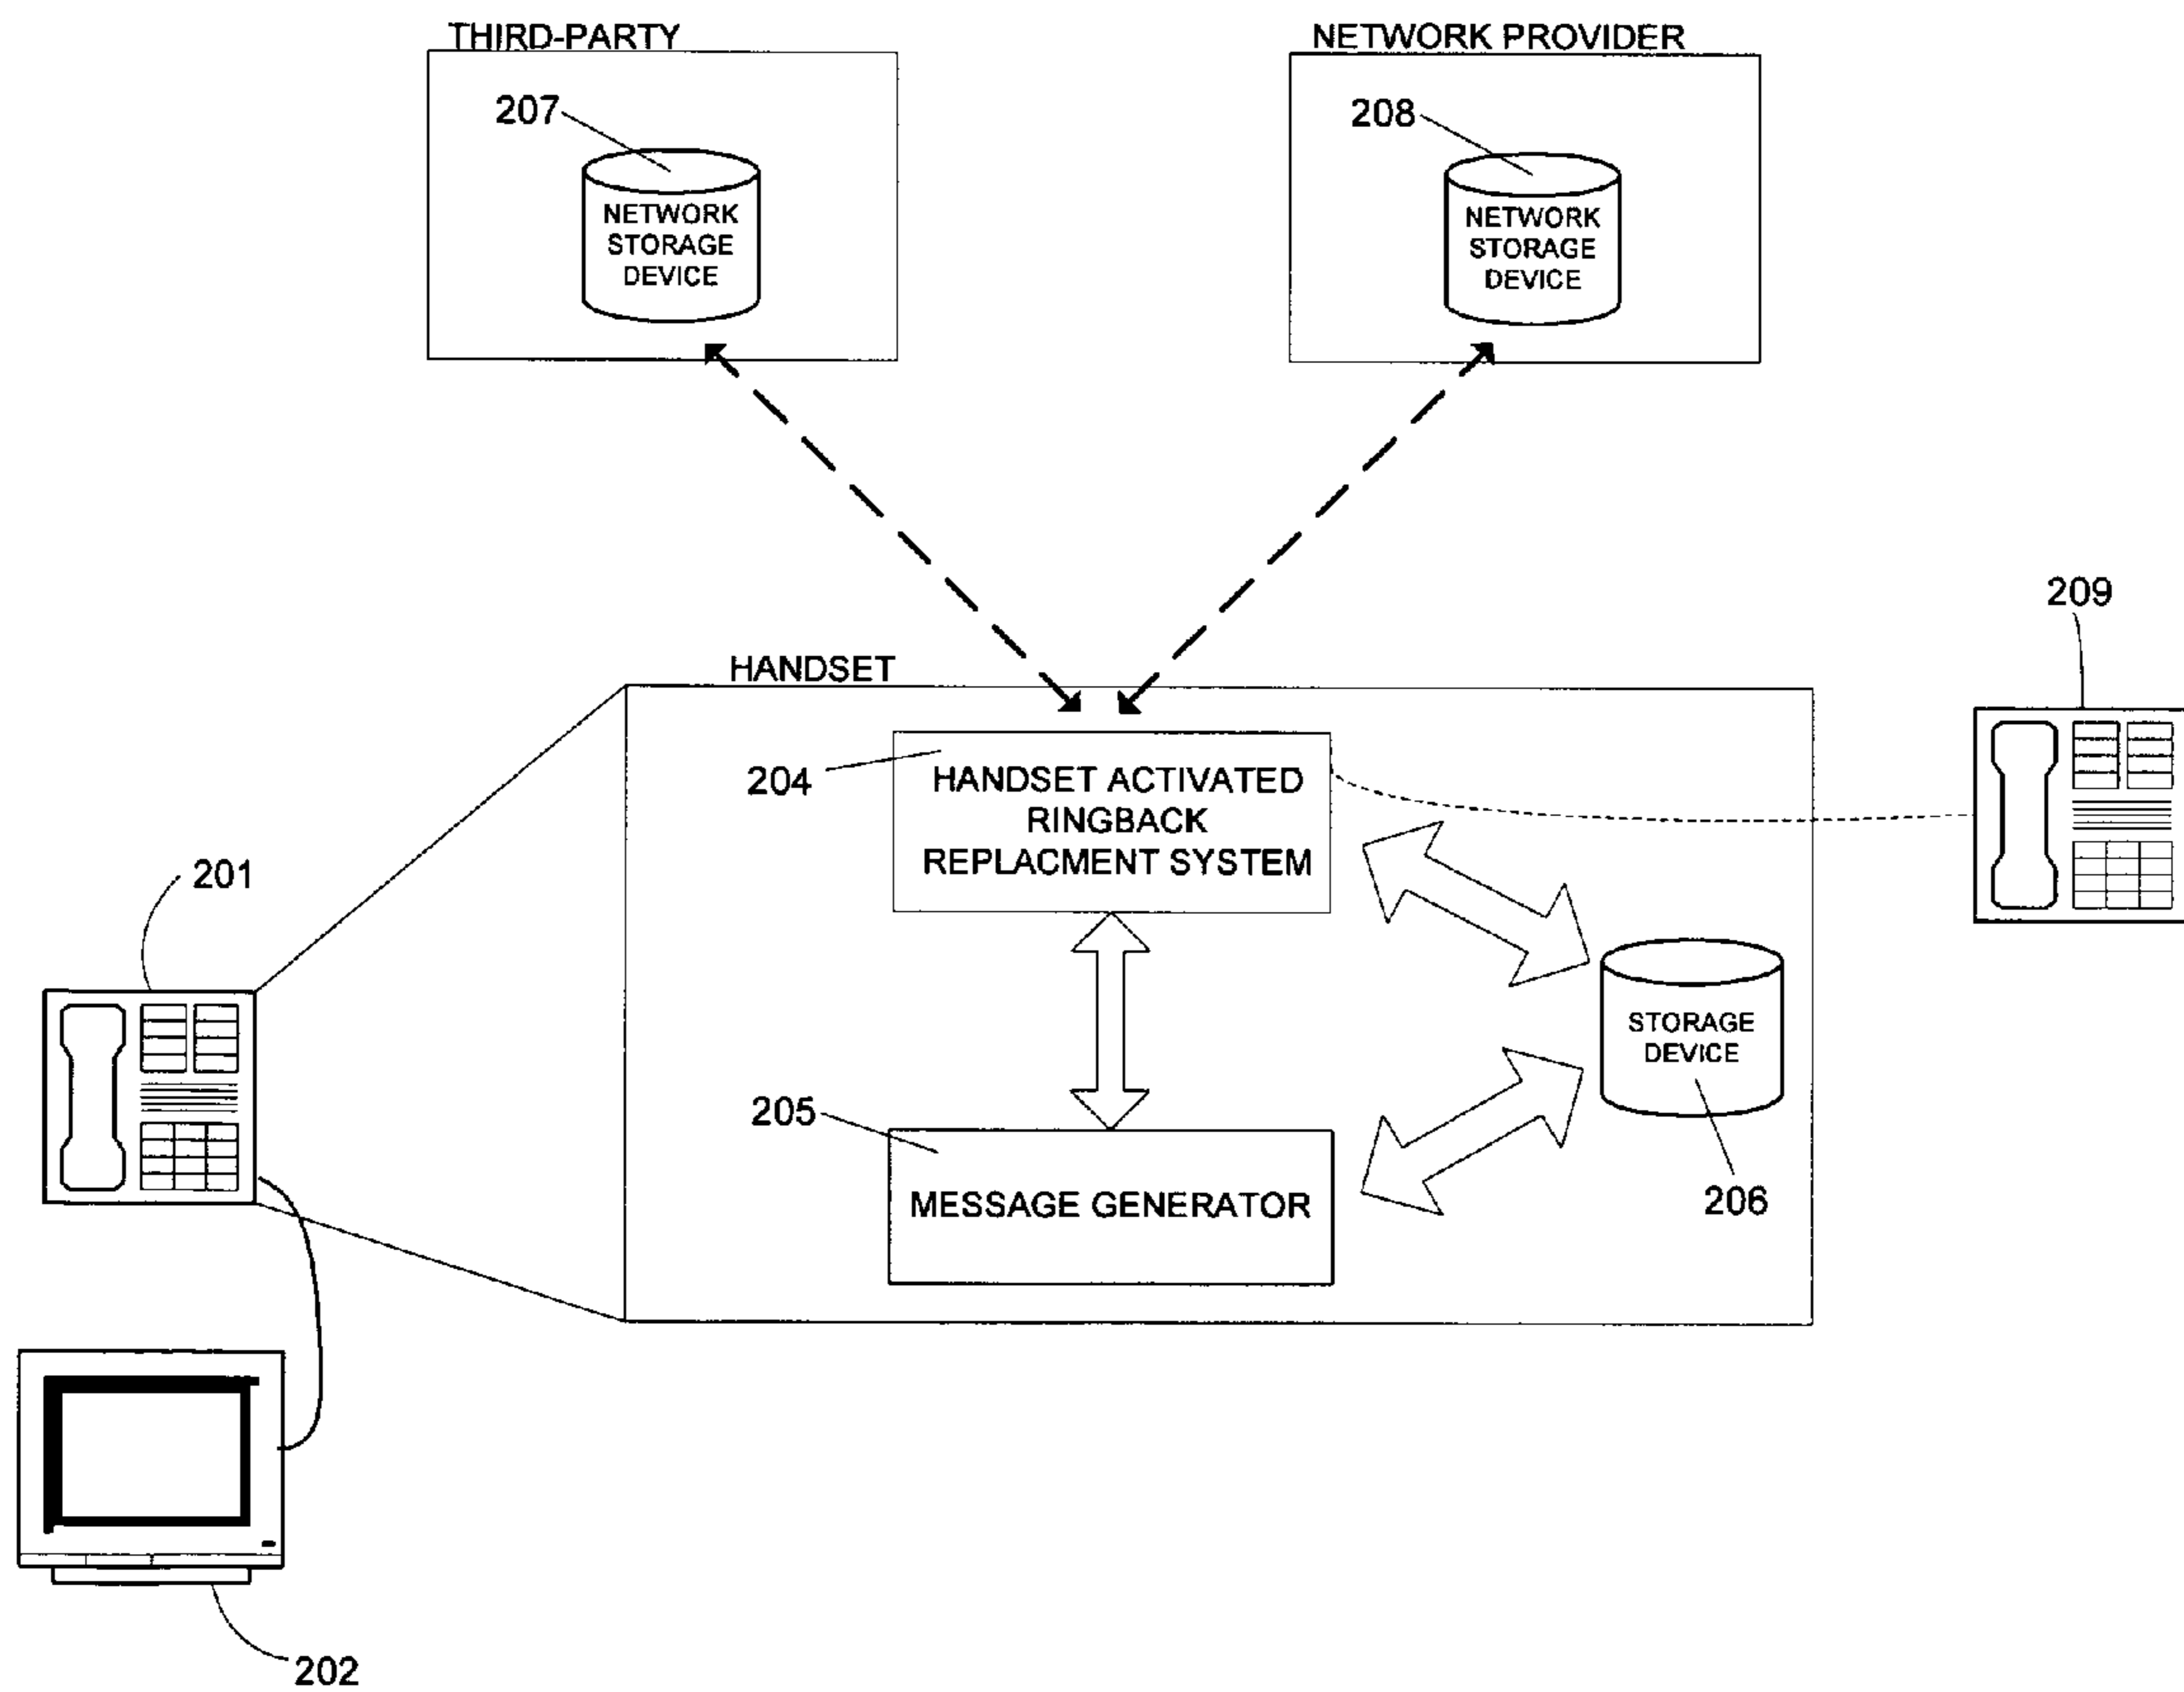 THIRD-PARTY
NETWORK PROVIDER
207
NETWORK
STORAGE
DEVICE
208
NETWORK
STORAGE
DEVICE
209
HANDSET
204
HANDSET ACTIVATED
RINGBACK
REPLACMENT SYSTEM
201
STORAGE
DEVICE
205
MESSAGE GENERATOR
206
202